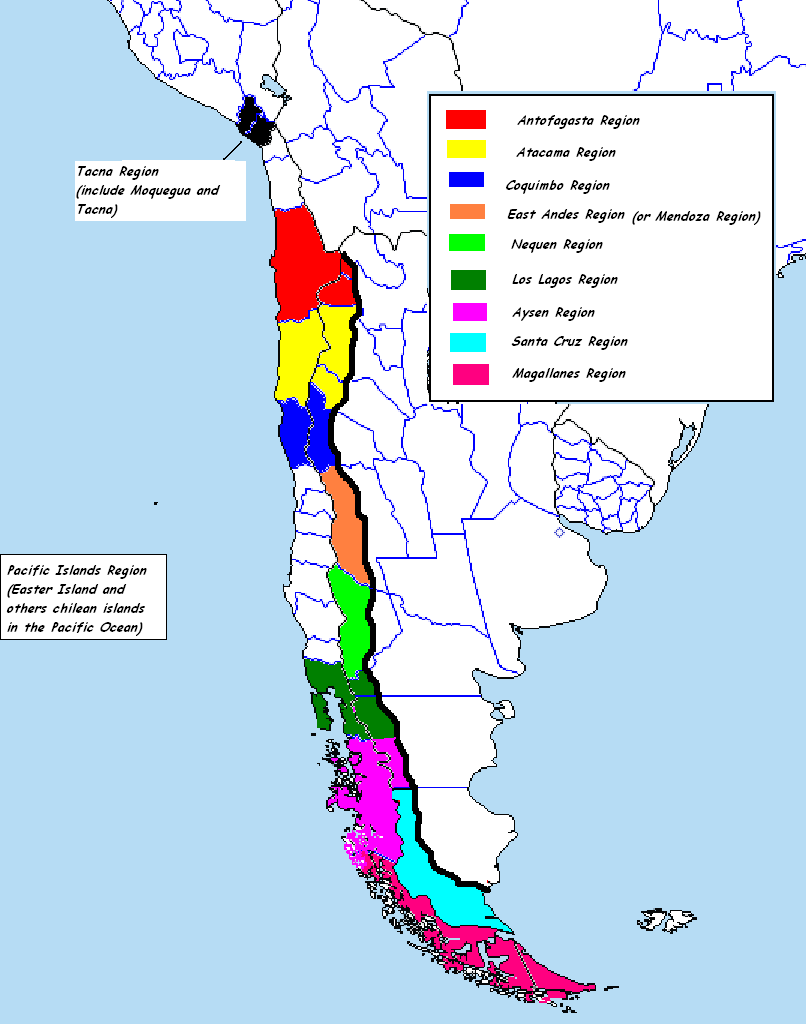 Antofagasta Region
Atacama Region
Coquimbo Region
East Andes Region (or Mendoza Region)
Nequen Region
Los Lagos Region
Aysen Region
Santa Cruz Region
Magallanes Region
Tacna Region
(include Moquegua and
Tacna)
Pacific Islands Region
(Easter Island and
others chilean islands
in the Pacific Ocean)